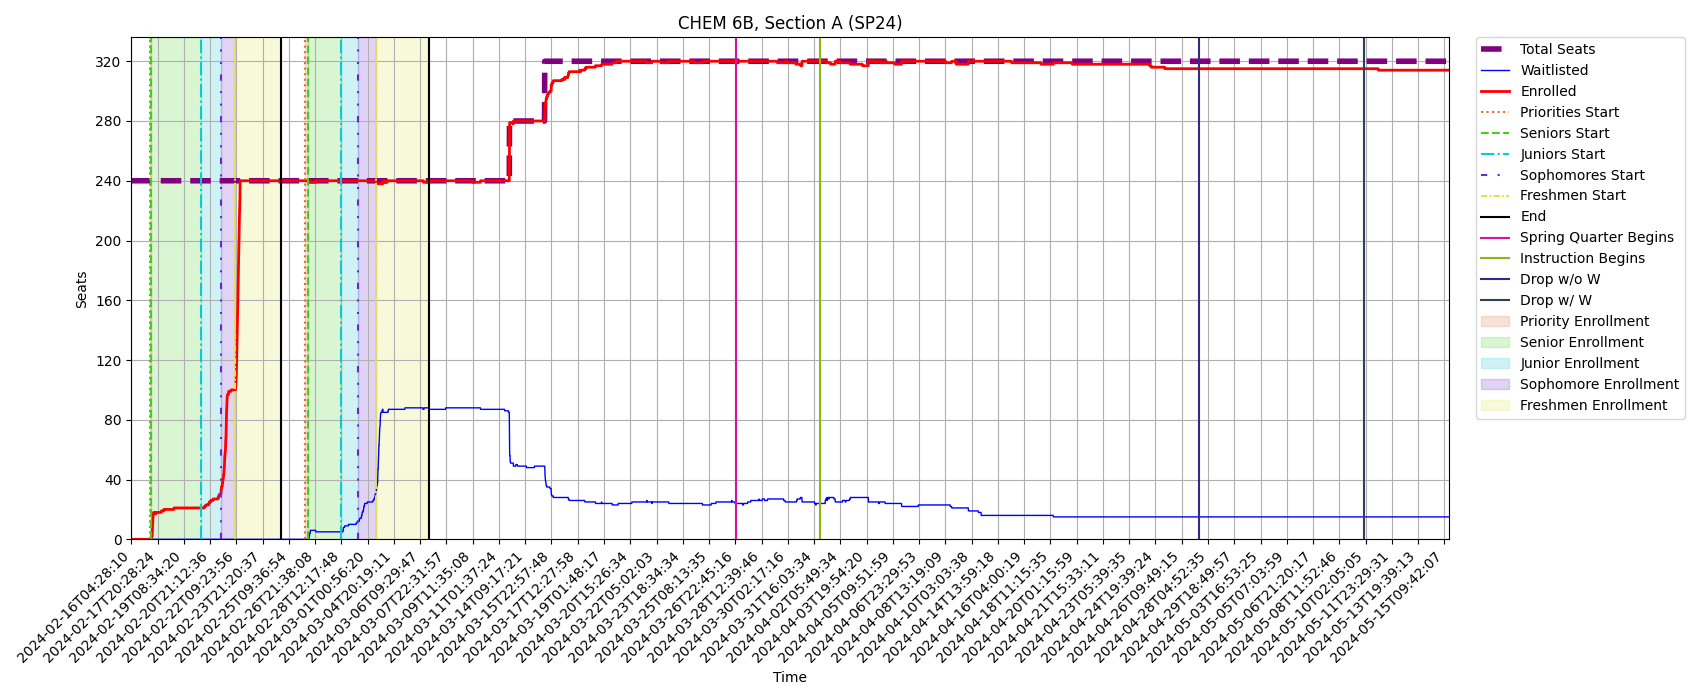 CHEM 6B, Section A (SP24)
Total Seats
Waitlisted
Enrolled
Priorities Start
Seniors Start
Juniors Start
Sophomores Start
Freshmen Start
End
Spring Quarter Begins
Instruction Begins
Drop w/o W
Drop w/ W
Priority Enrollment
Senior Enrollment
Junior Enrollment
Sophomore Enrollment
Freshmen Enrollment
Seats
320
280
240
200
160
120
80
40
0
2024-02-16T04:28:10
2024-02-17T20:28:24
2024-02-19T08:34:20
2024-02-20T21:12:36
2024-02-22T09:23:56
2024-02-23T21:20:37
2024-02-25T09:36:54
2024-02-26T21:38:08
2024-02-28T12:17:48
2024-03-01T00:56:20
2024-03-04T20:19:11
2024-03-06T09:29:47
2024-03-07T22:31:57
2024-03-09T11:35:08
2024-03-11T01:37:24
2024-03-14T09:17:21
2024-03-15T22:57:48
2024-03-17T12:27:58
2024-03-19T01:48:17
2024-03-20T15:26:34
2024-03-22T05:02:03
2024-03-23T18:34:34
2024-03-25T08:13:35
2024-03-26T22:45:16
2024-03-28T12:39:46
2024-03-30T02:17:16
2024-03-31T16:03:34
2024-04-02T05:49:34
2024-04-03T19:54:20
2024-04-05T09:51:59
2024-04-06T23:29:53
2024-04-08T13:19:09
2024-04-10T03:03:38
2024-04-14T13:59:18
2024-04-16T04:00:19
2024-04-18T11:15:35
2024-04-20T01:15:59
2024-04-21T15:33:11
2024-04-23T05:39:35
2024-04-24T19:39:24
2024-04-26T09:49:15
2024-04-28T04:52:35
2024-04-29T18:49:57
2024-05-03T16:53:25
2024-05-05T07:03:59
2024-05-06T21:20:17
2024-05-08T11:52:46
2024-05-10T02:05:05
2024-05-11T23:29:31
2024-05-13T19:39:13
2024-05-15T09:42:07
Time